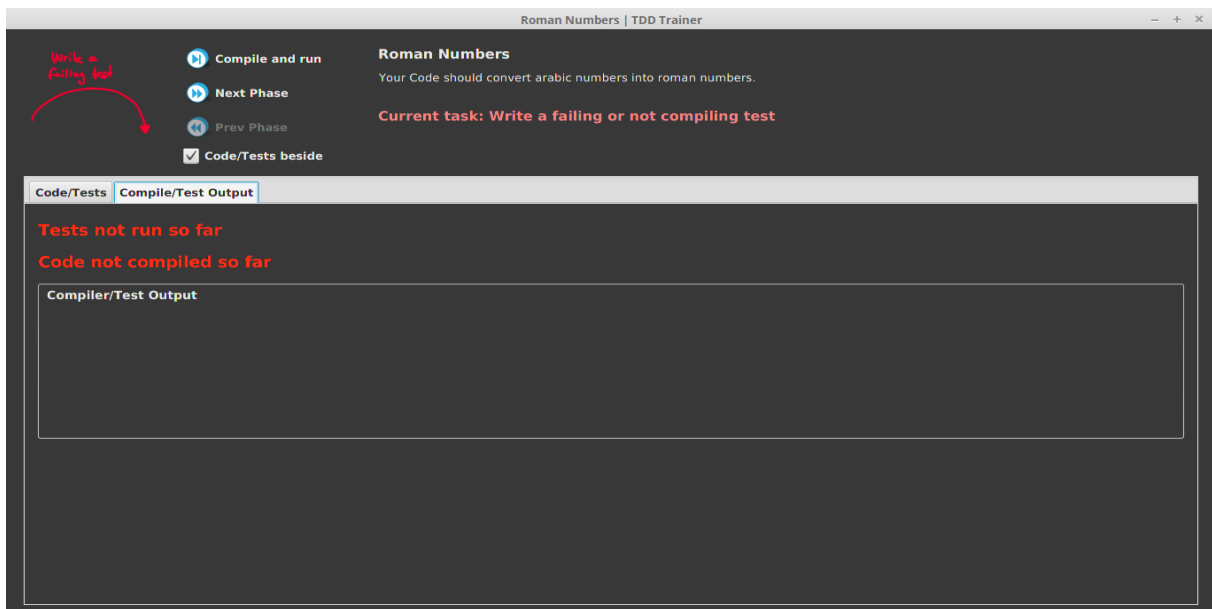 Roman Numbers | TDD Trainer
Write a
failing test
Compile and run
Next Phase
Prev Phase
Code/Tests beside
Roman Numbers
Your Code should convert arabic numbers into roman numbers.
Current task: Write a failing or not compiling test
Code/Tests
Compile/Test Output
Tests not run so far
Code not compiled so far
Compiler/Test Output